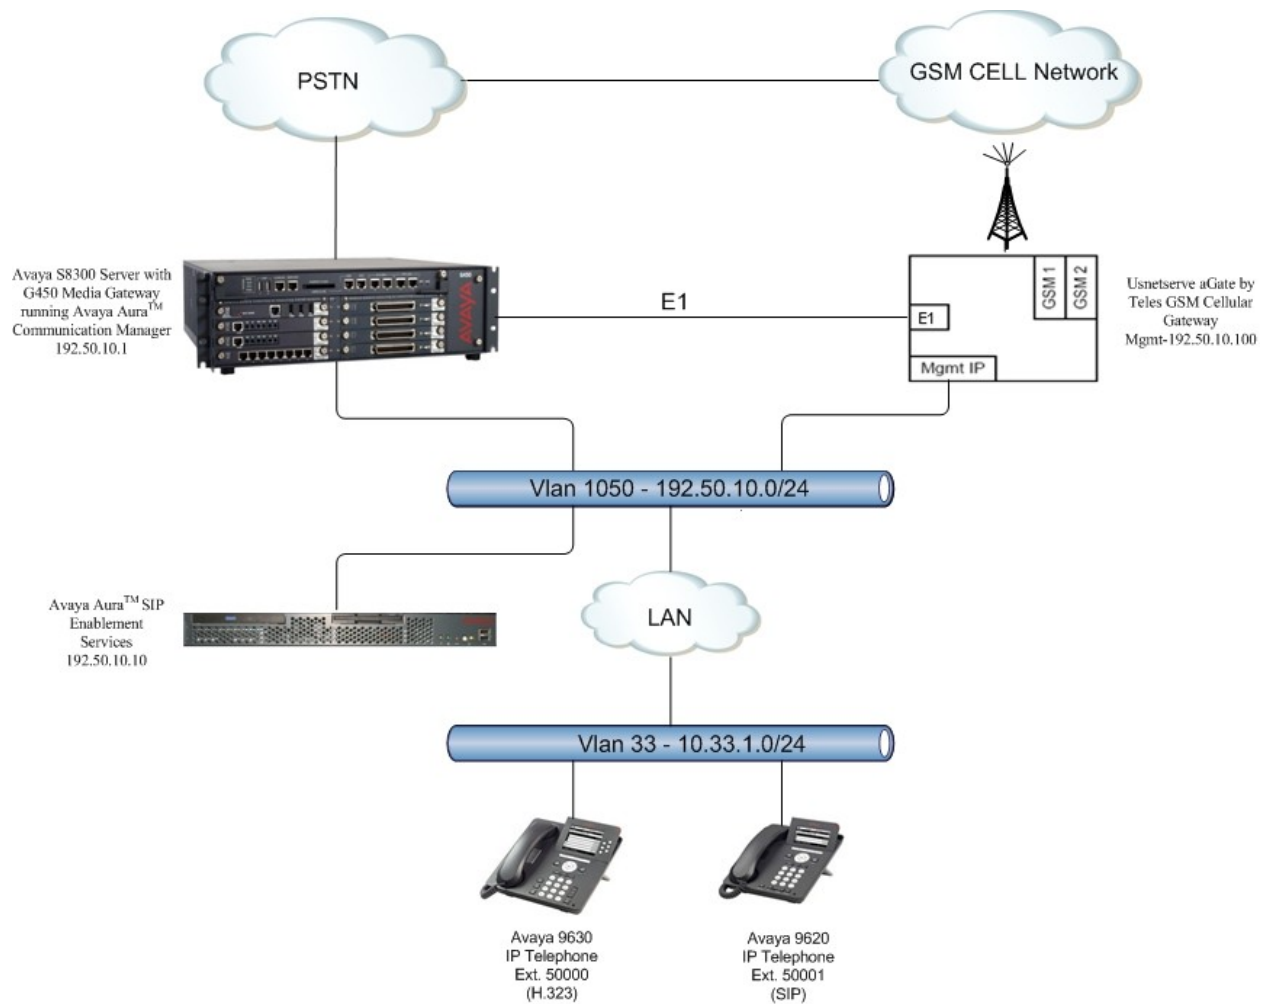 PSTN
GSM CELL Network
Avaya S8300 Server with
G450 Media Gateway
running Avaya Aura™
Communication Manager
192.50.10.1
AVAYA
E1
E1
GSM 1
GSM 2
Mgmt IP
Usnetserve aGate by
Teles GSM Cellular
Gateway
Mgmt-192.50.10.100
Vlan 1050 - 192.50.10.0/24
Avaya Aura™ SIP
Enablement
Services
192.50.10.10
LAN
Vlan 33 - 10.33.1.0/24
Avaya 9630
IP Telephone
Ext. 50000
(H.323)
Avaya 9620
IP Telephone
Ext. 50001
(SIP)